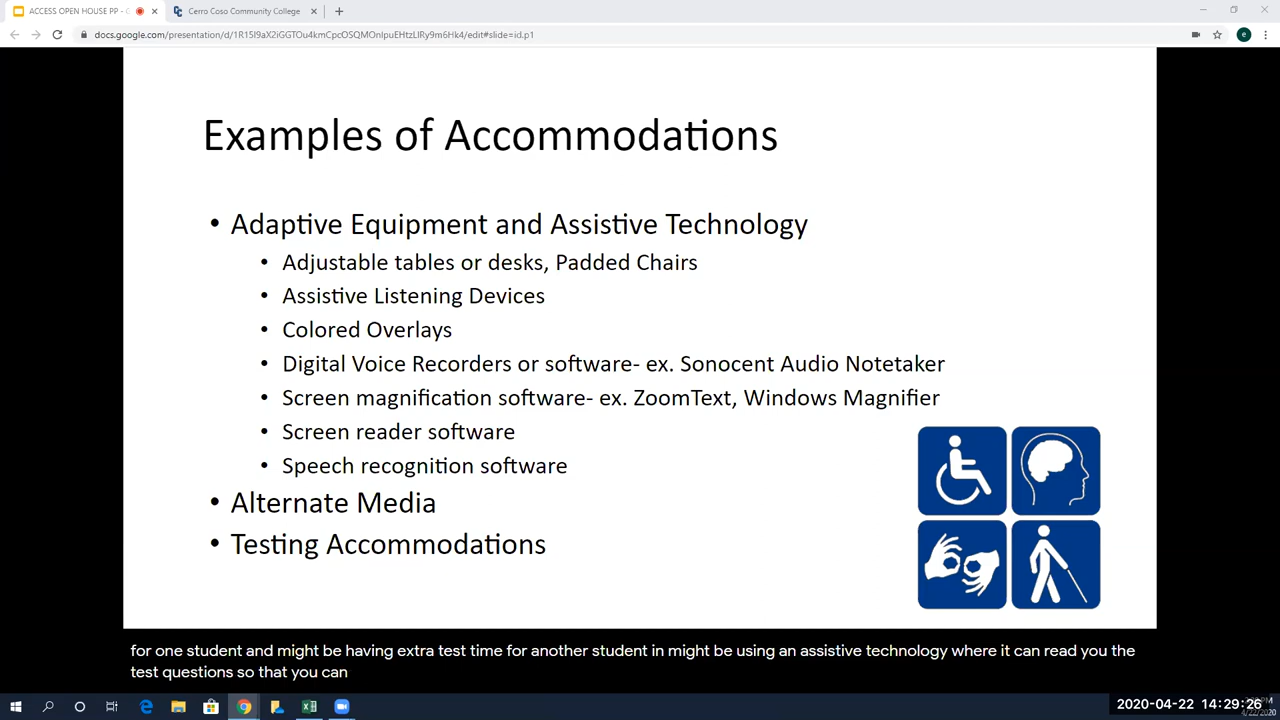 ACCESS OPEN HOUSE PP - 
Cerro Coso Community College
docs.google.com/presentation/d/1R15I9aX2iGGTOu4kmCpcOSQMOnIpuEHtzLlRy9m6Hk4/edit#slide=id.p1
e
Examples of Accommodations
• Adaptive Equipment and Assistive Technology
• Adjustable tables or desks, Padded Chairs
• Assistive Listening Devices
• Colored Overlays
• Digital Voice Recorders or software- ex. Sonocent Audio Notetaker
• Screen magnification software- ex. ZoomText, Windows Magnifier
• Screen reader software
• Speech recognition software
• Alternate Media
• Testing Accommodations
for one student and might be having extra test time for another student in might be using an assistive technology where it can read you the
test questions so that you can
2020-04-22 14:29:26